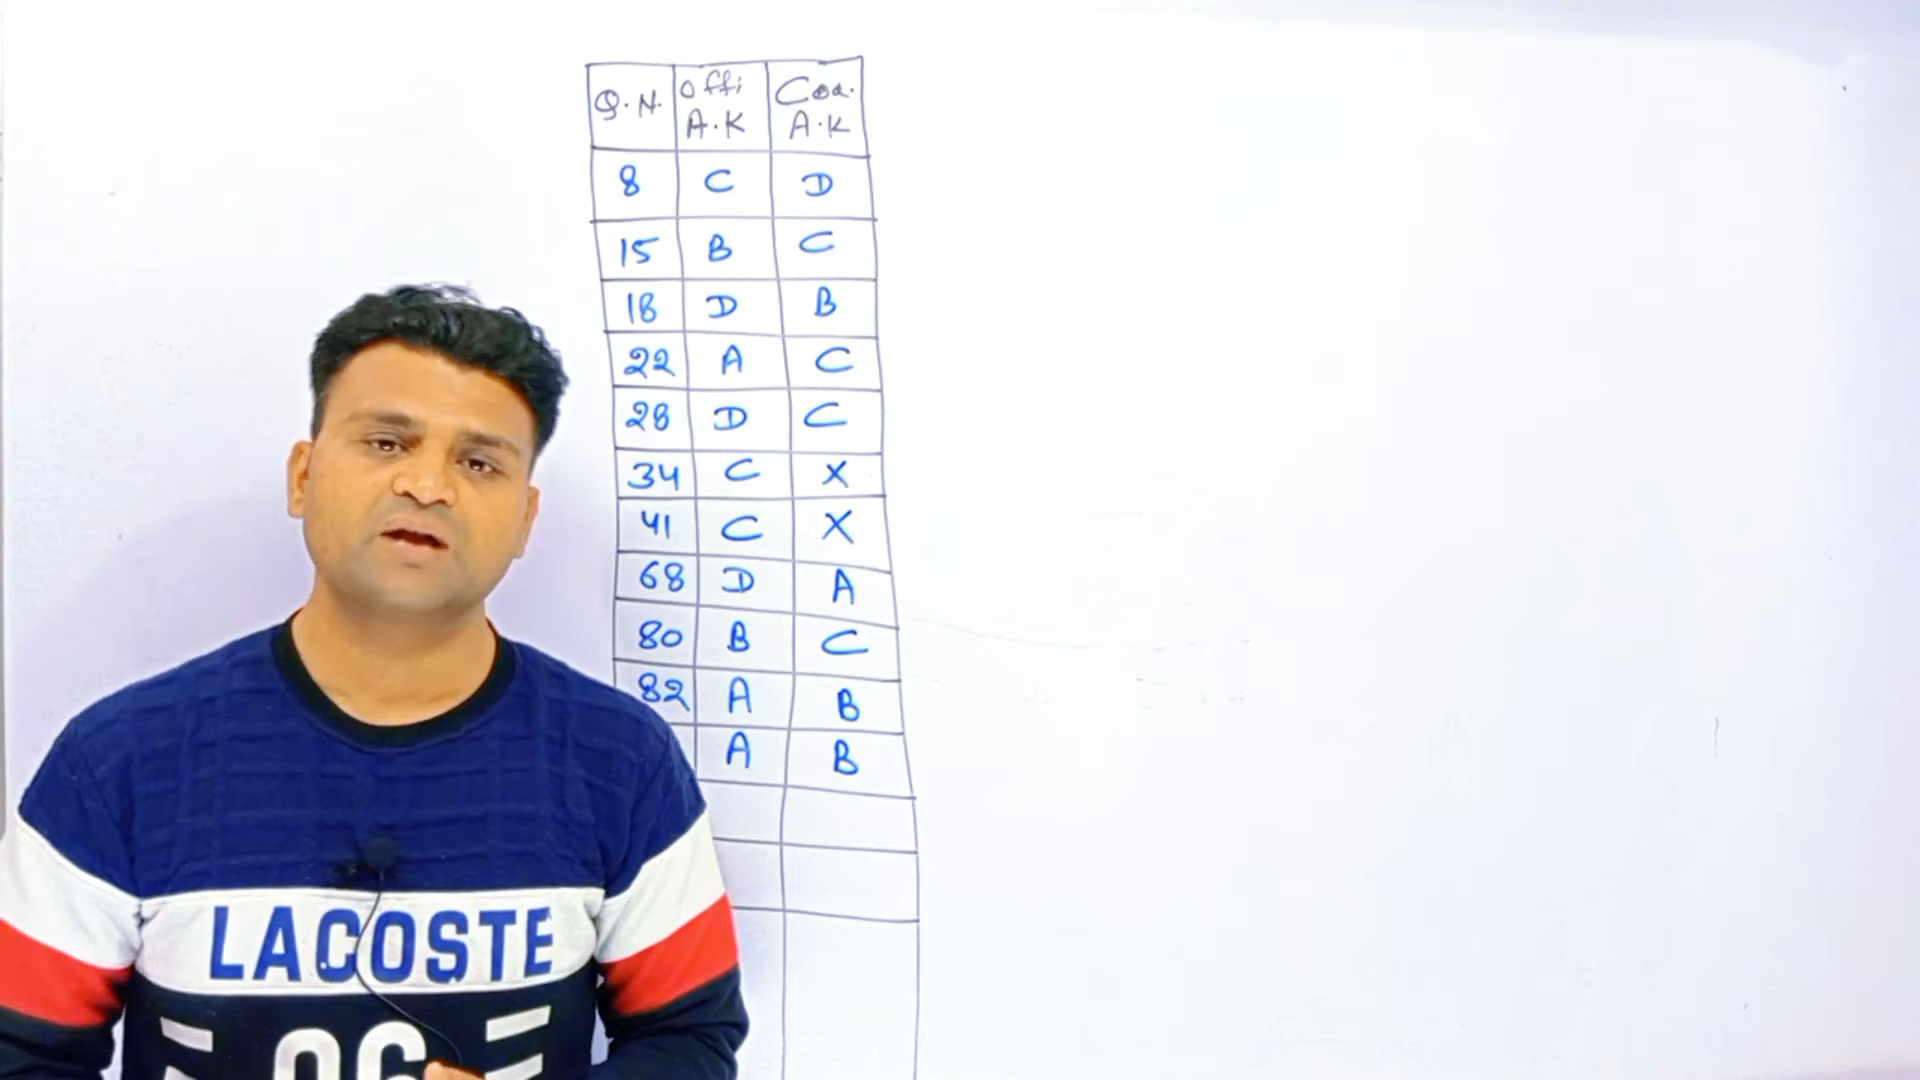 Q.N. Offi A.K Coa. A.K
8 C D
15 B C
18 D B
22 A C
28 D C
34 C X
41 C X
68 D A
80 B C
82 A B
A B
LACOSTE